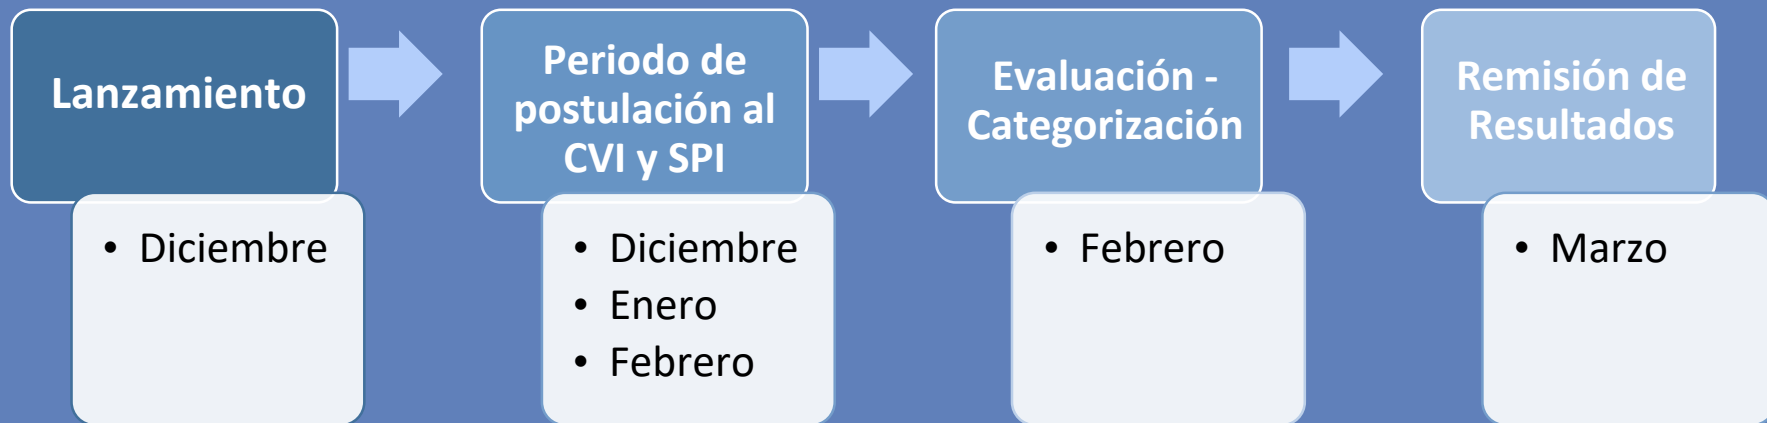 Lanzamiento
• Diciembre
Periodo de
postulación al
CVI y SPI
• Diciembre
• Enero
• Febrero
Evaluación -
Categorización
• Febrero
Remisión de
Resultados
• Marzo